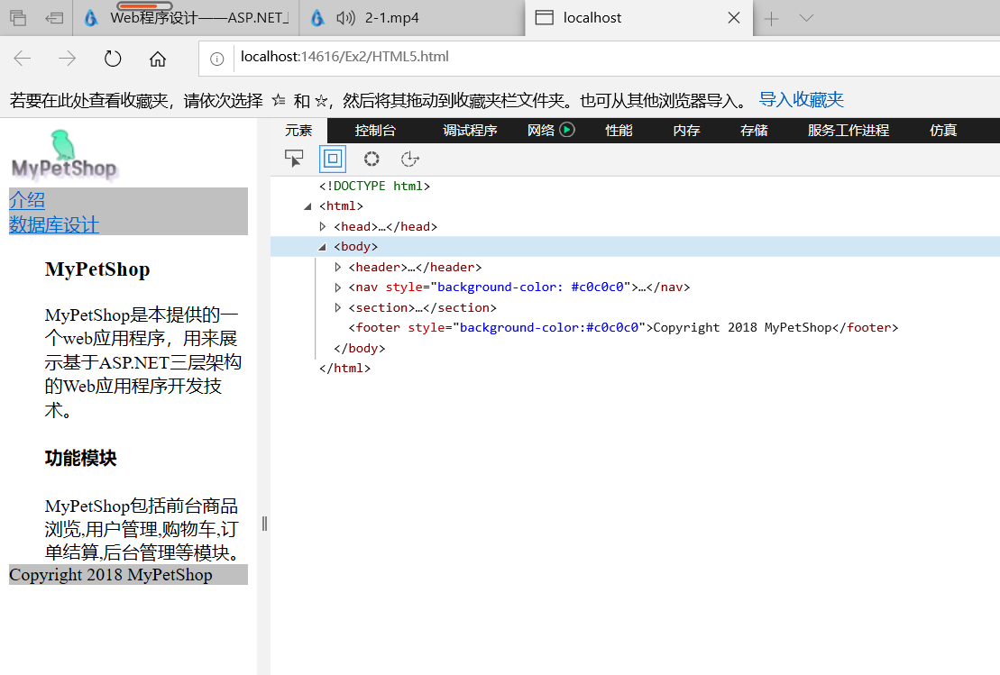 Web程序设计——ASP.NET_
2-1.mp4
localhost
localhost:14616/Ex2/HTML5.html
若要在此处查看收藏夹，请依次选择 和 ，然后将其拖动到收藏夹栏文件夹。也可从其他浏览器导入。 导入收藏夹
元素 控制台 调试程序 网络 性能 内存 存储 服务工作进程 仿真
MyPetShop
介绍
数据库设计
MyPetShop
MyPetShop是本提供的一
个web应用程序，用来展
示基于ASP.NET三层架构
的Web应用程序开发技
术。
功能模块
MyPetShop包括前台商品
浏览,用户管理,购物车,订
单结算,后台管理等模块。
Copyright 2018 MyPetShop
<!DOCTYPE html>
<html>
<head>…</head>
<body>
<header>…</header>
<nav style="background-color: #c0c0c0">…</nav>
<section>…</section>
<footer style="background-color:#c0c0c0">Copyright 2018 MyPetShop</footer>
</body>
</html>